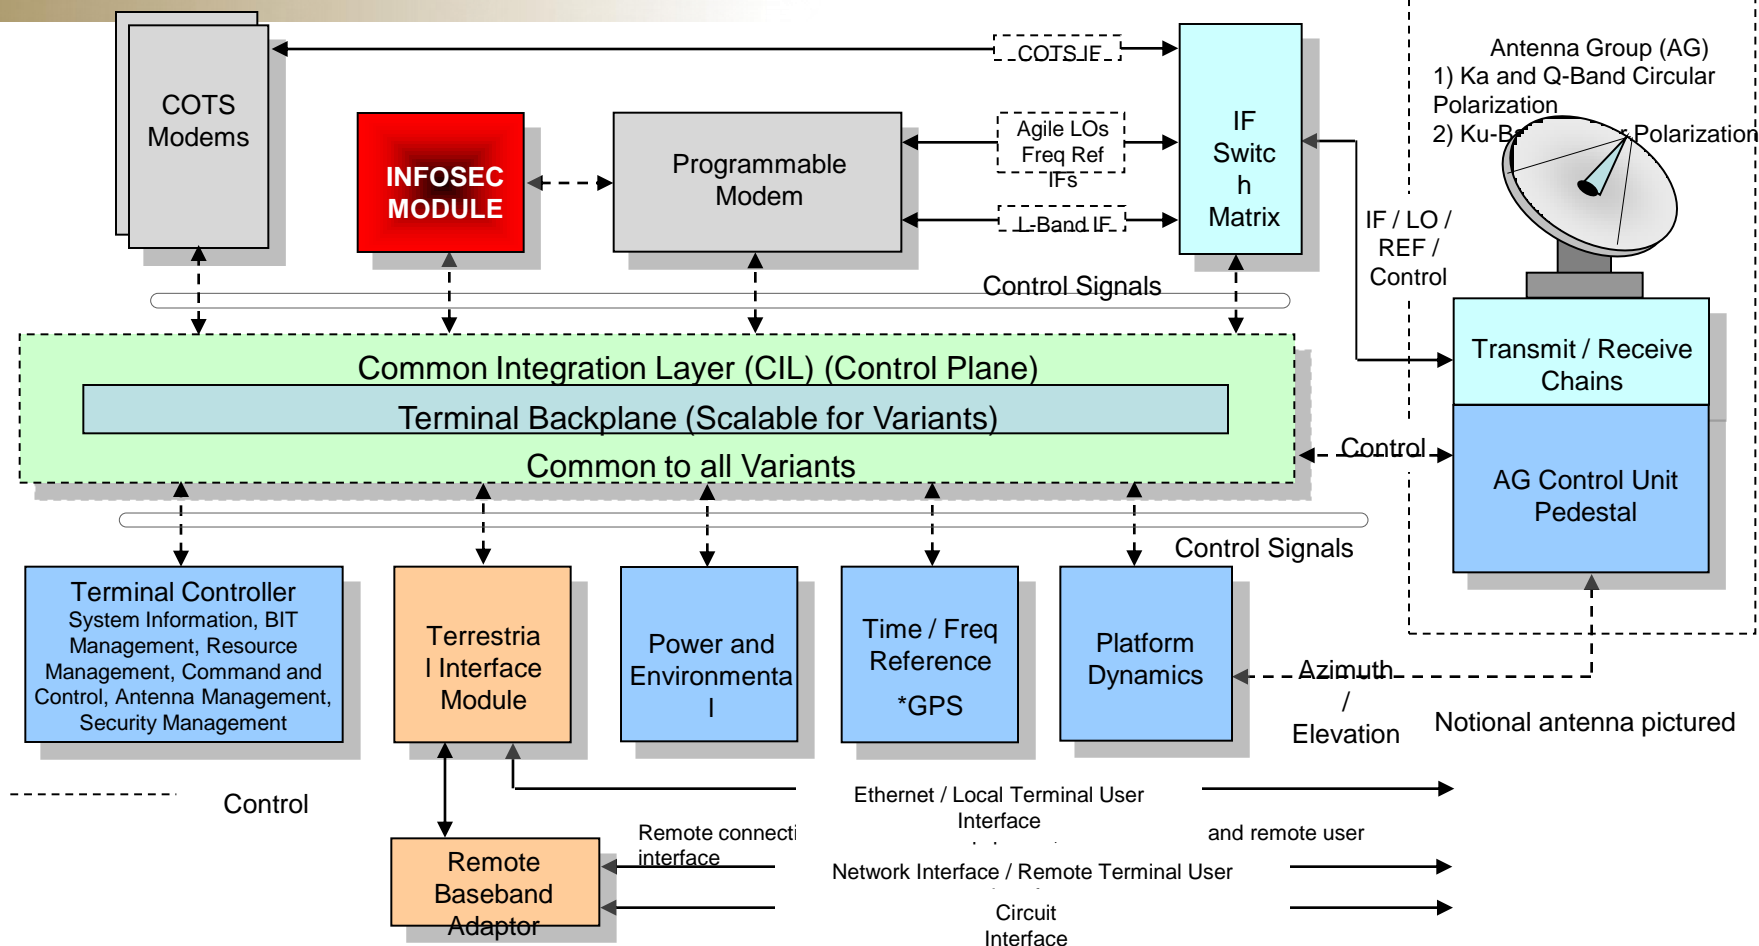 COTS
Modems
INFOSEC
MODULE
Programmable
Modem
COTS IF
Agile LOs
Freq Ref
IFs
L-Band IF
IF
Switc
h
Matrix
Antenna Group (AG)
1) Ka and Q-Band Circular
Polarization
2) Ku-Ba Polarization
IF / LO /
REF /
Control
Control Signals
Transmit / Receive
Chains
Common Integration Layer (CIL) (Control Plane)
Terminal Backplane (Scalable for Variants)
Common to all Variants
Control
AG Control Unit
Pedestal
Control Signals
Terminal Controller
System Information, BIT
Management, Resource
Management, Command and
Control, Antenna Management,
Security Management
Terrestria
l Interface
Module
Power and
Environmenta
l
Time / Freq
Reference
*GPS
Platform
Dynamics
Azimuth
/
Elevation
Notional antenna pictured
Control
Ethernet / Local Terminal User
Interface
Remote connecti and remote user
interface
Remote
Baseband
Adaptor
Network Interface / Remote Terminal User
Circuit
Interface